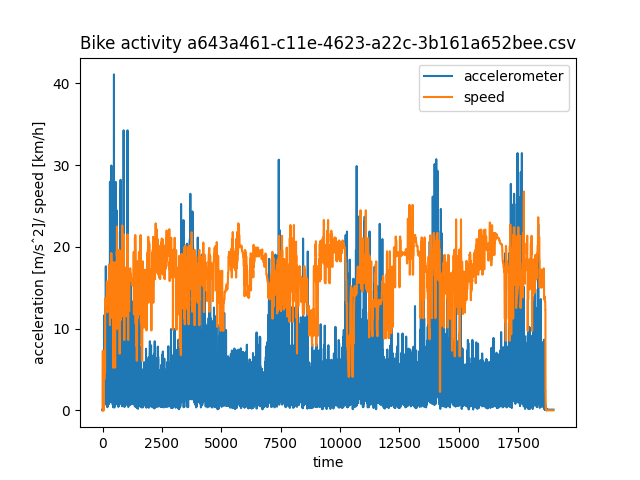 Bike activity a643a461-c11e-4623-a22c-3b161a652bee.csv
accelerometer
speed
acceleration [m/s^2]/ speed [km/h]
40
30
20
10
0
0 2500 5000 7500 10000 12500 15000 17500
time